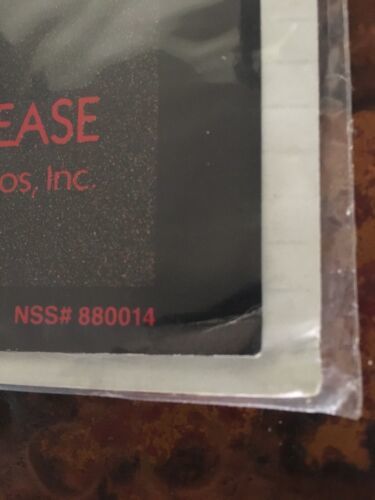 EASE
os, Inc.
NSS# 880014